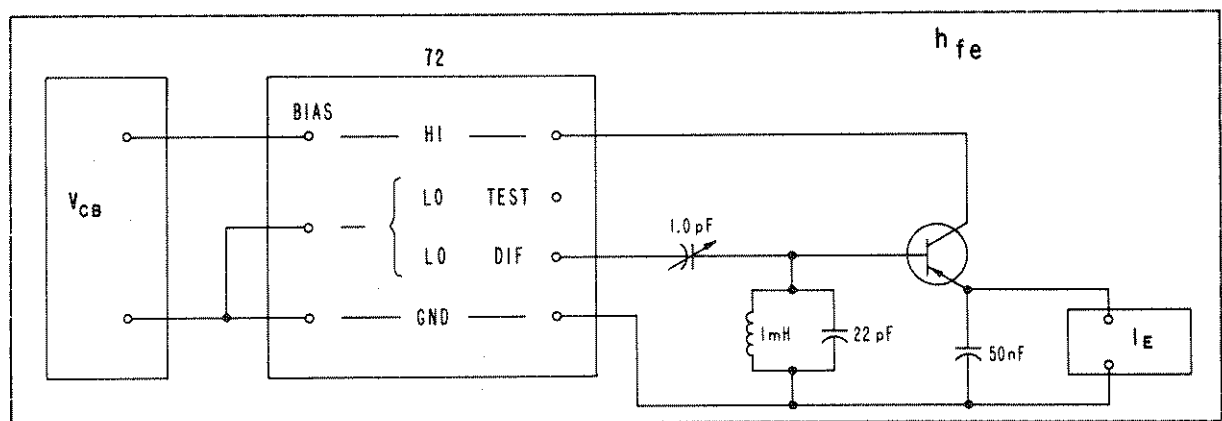 h fe
72
BIAS
HI
V CB
LO TEST
LO DIF
GND
1.0 pF
1mH
22 pF
50nF
I E